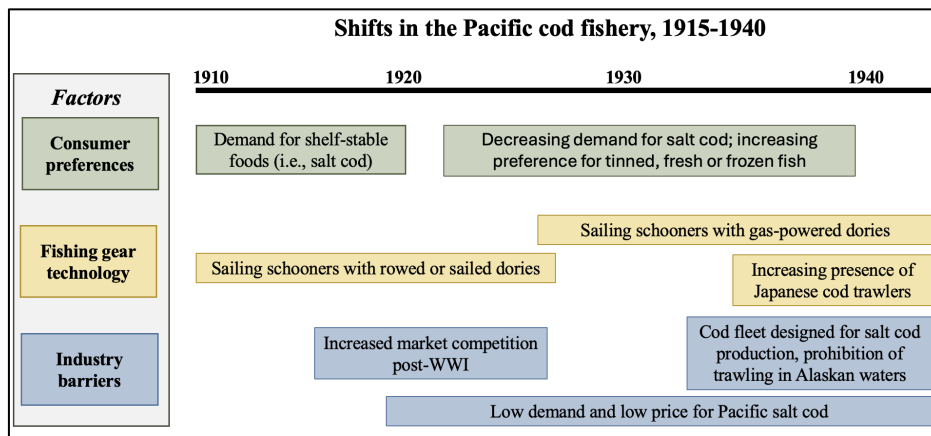 Shifts in the Pacific cod fishery, 1915-1940
1910 1920 1930 1940
Factors
Consumer
preferences
Demand for shelf-stable
foods (i.e., salt cod)
Decreasing demand for salt cod; increasing
preference for tinned, fresh or frozen fish
Fishing gear
technology
Sailing schooners with gas-powered dories
Sailing schooners with rowed or sailed dories
Increasing presence of
Japanese cod trawlers
Industry
barriers
Increased market competition
post-WWI
Cod fleet designed for salt cod
production, prohibition of
trawling in Alaskan waters
Low demand and low price for Pacific salt cod